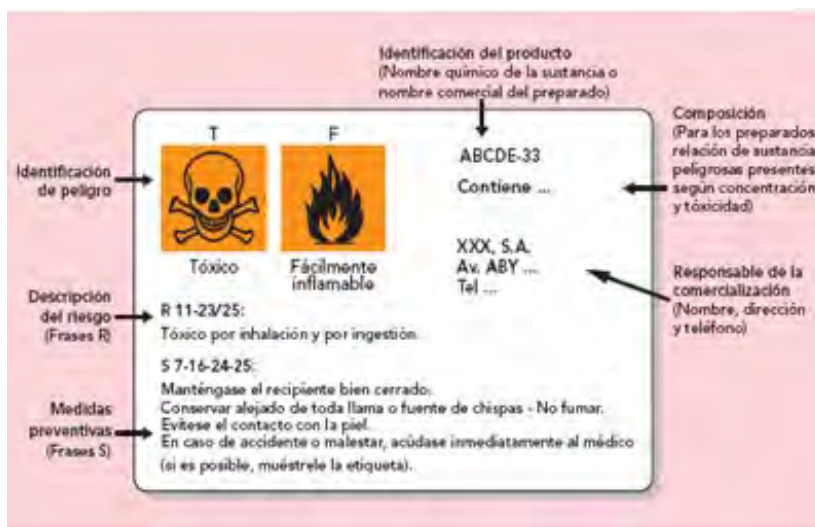 Identificación del producto
(Nombre químico de la sustancia o
nombre comercial del preparado)
Composición
(Para los preparados
relación de sustancia
peligrosas presentes
según concentración
y tóxicidad)
Identificación
de peligro
T
F
Tóxico
Fácilmente
inflamable
ABCDE-33
Contiene ...
XXX, S.A.
Av. ABY ...
Tel ...
Responsable de la
comercialización
(Nombre, dirección
y teléfono)
Descripción
del riesgo
(Frases R)
R 11-23/25:
Tóxico por inhalación y por ingestión
Medidas
preventivas
(Frases S)
S 7-16-24-25:
Manténgase el recipiente bien cerrado.
Conservar alejado de toda llama o fuente de chispas - No fumar.
Evítese el contacto con la piel.
En caso de accidente o malestar, acúdase inmediatamente al médico
(si es posible, muéstrele la etiqueta).